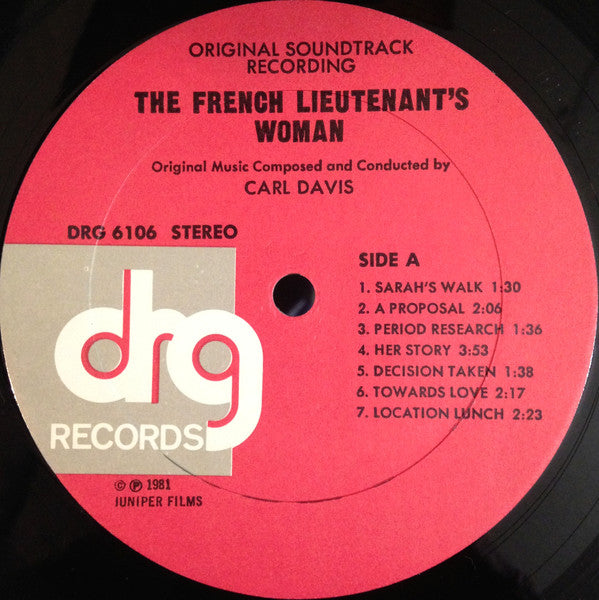 ORIGINAL SOUNDTRACK
RECORDING
THE FRENCH LIEUTENANT'S
WOMAN
Original Music Composed and Conducted by
CARL DAVIS
DRG 6106 STEREO
SIDE A
1. SARAH'S WALK 1:30
2. A PROPOSAL 2:06
3. PERIOD RESEARCH 1:36
4. HER STORY 3:53
5. DECISION TAKEN 1:38
6. TOWARDS LOVE 2:17
7. LOCATION LUNCH 2:23
drg
RECORDS
© ℗ 1981
JUNIPER FILMS